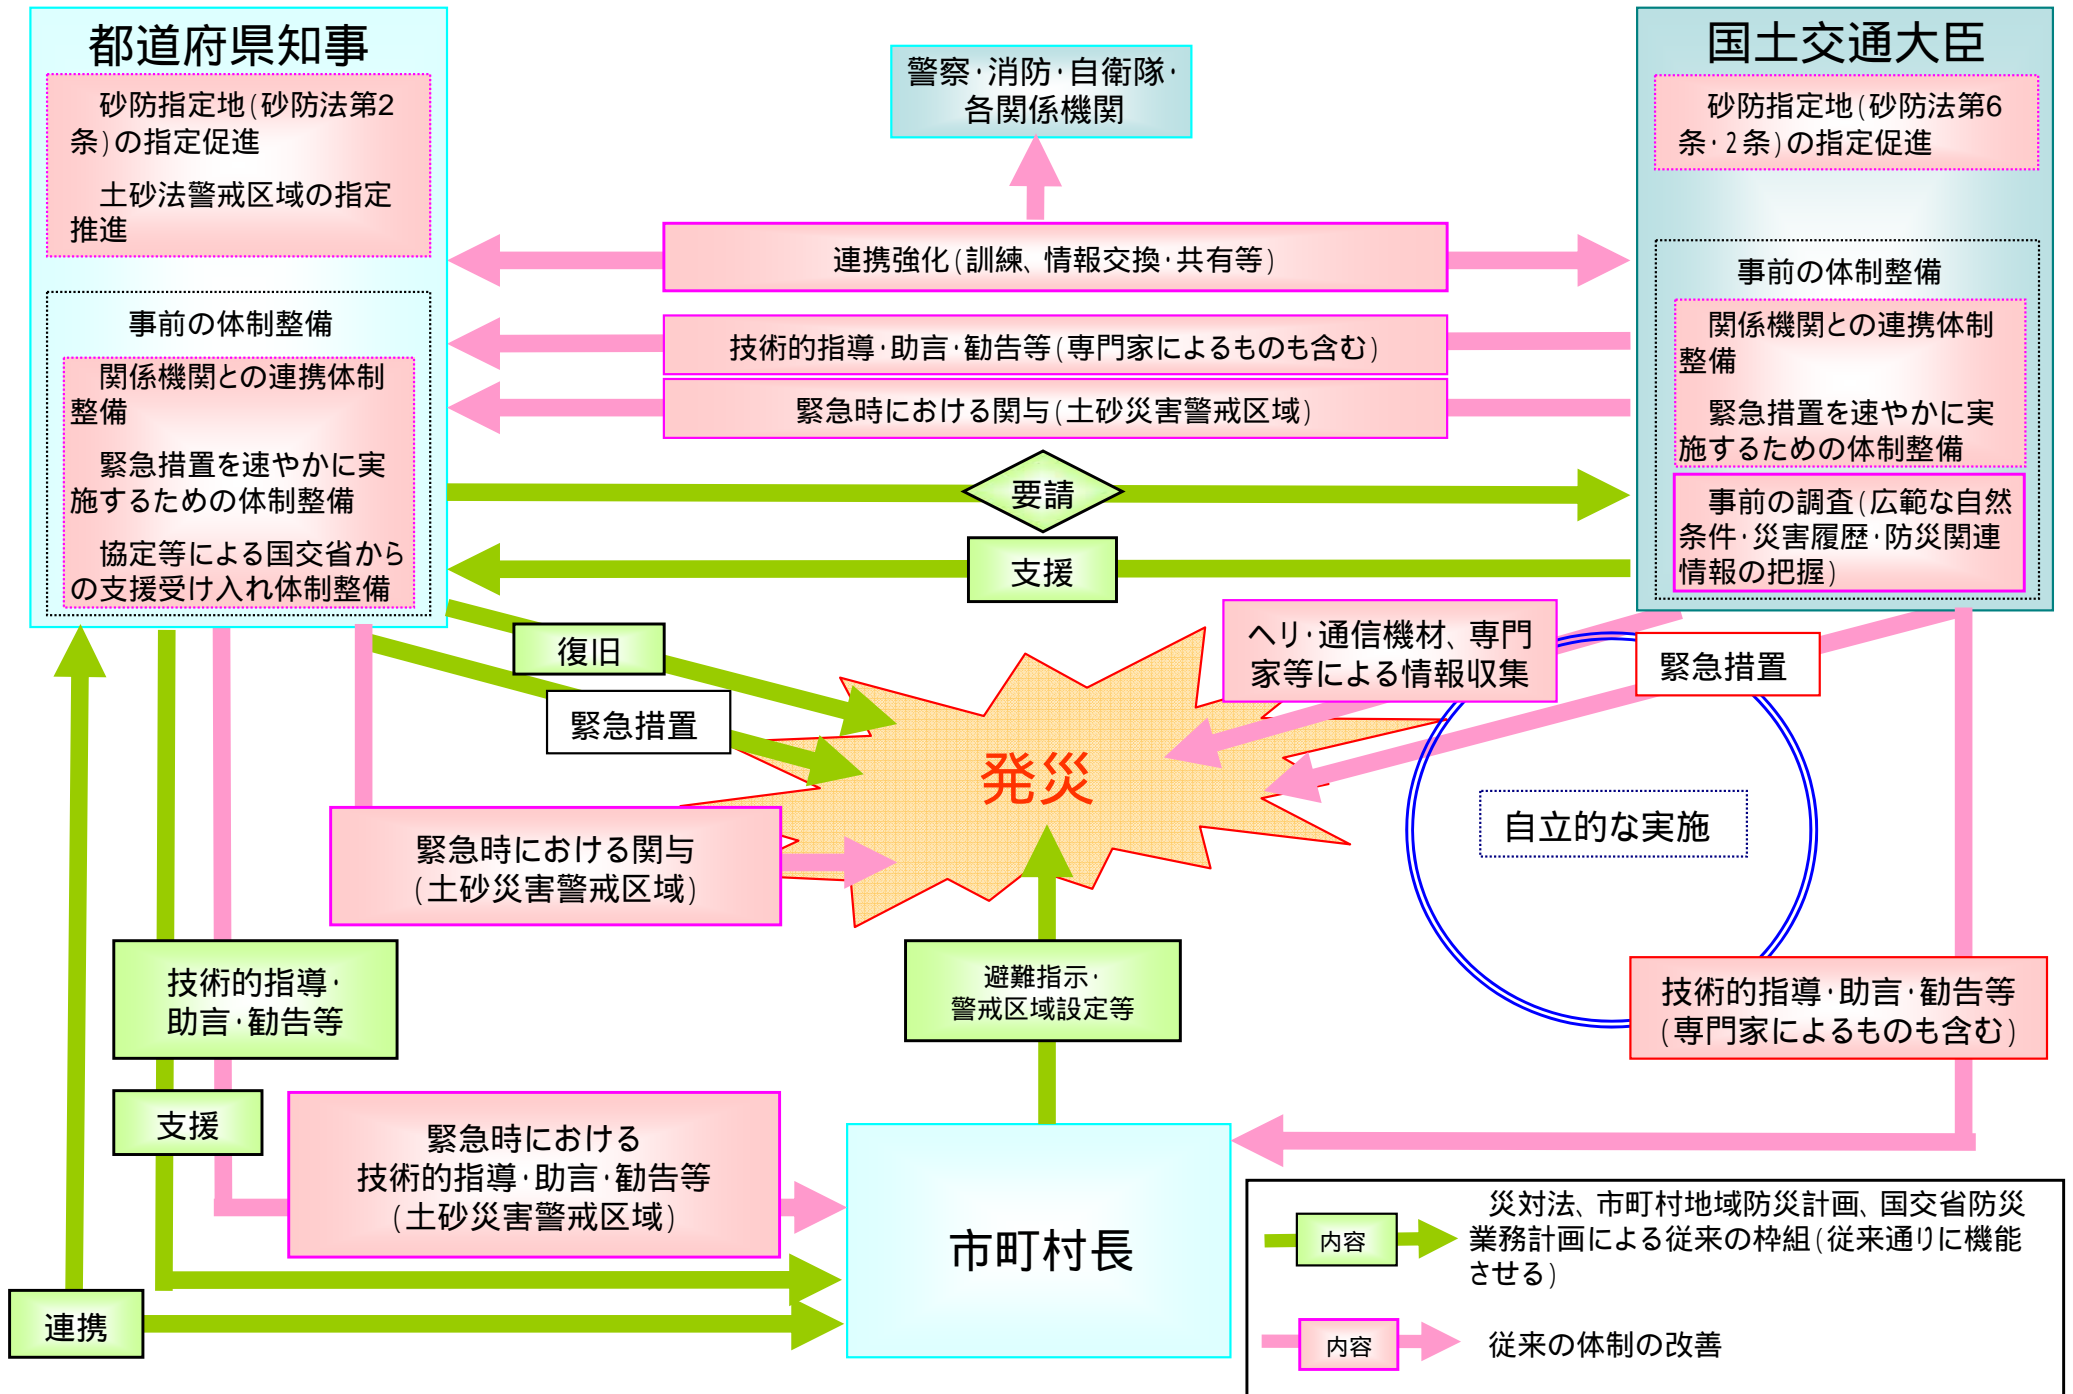 都道府県知事
砂防指定地(砂防法第2
条)の指定促進
土砂法警戒区域の指定
推進
事前の体制整備
関係機関との連携体制
整備
緊急措置を速やかに実
施するための体制整備
協定等による国交省から
の支援受け入れ体制整備
警察・消防・自衛隊・
各関係機関
連携強化(訓練、情報交換・共有等)
技術的指導・助言・勧告等(専門家によるものも含む)
緊急時における関与(土砂災害警戒区域)
要請
支援
国土交通大臣
砂防指定地(砂防法第6
条・2条)の指定促進
事前の体制整備
関係機関との連携体制
整備
緊急措置を速やかに実
施するための体制整備
事前の調査(広範な自然
条件・災害履歴・防災関連
情報の把握)
復旧
緊急措置
ヘリ・通信機材、専門
家等による情報収集
緊急措置
発災
自立的な実施
緊急時における関与
(土砂災害警戒区域)
技術的指導・
助言・勧告等
避難指示・
警戒区域設定等
技術的指導・助言・勧告等
(専門家によるものも含む)
支援
緊急時における
技術的指導・助言・勧告等
(土砂災害警戒区域)
市町村長
連携
内容
災対法、市町村地域防災計画、国交省防災
業務計画による従来の枠組(従来通りに機能
させる)
内容
従来の体制の改善